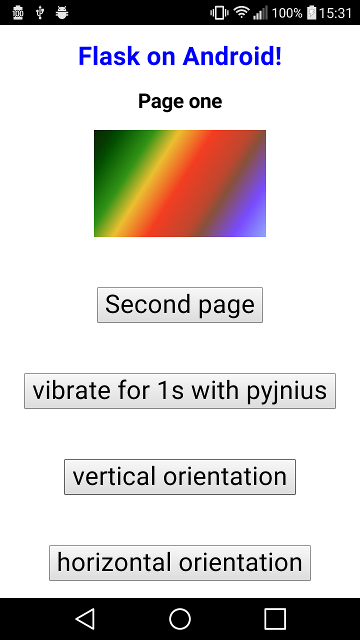 100% 15:31
Flask on Android!
Page one
Second page
vibrate for 1s with pyjnius
vertical orientation
horizontal orientation